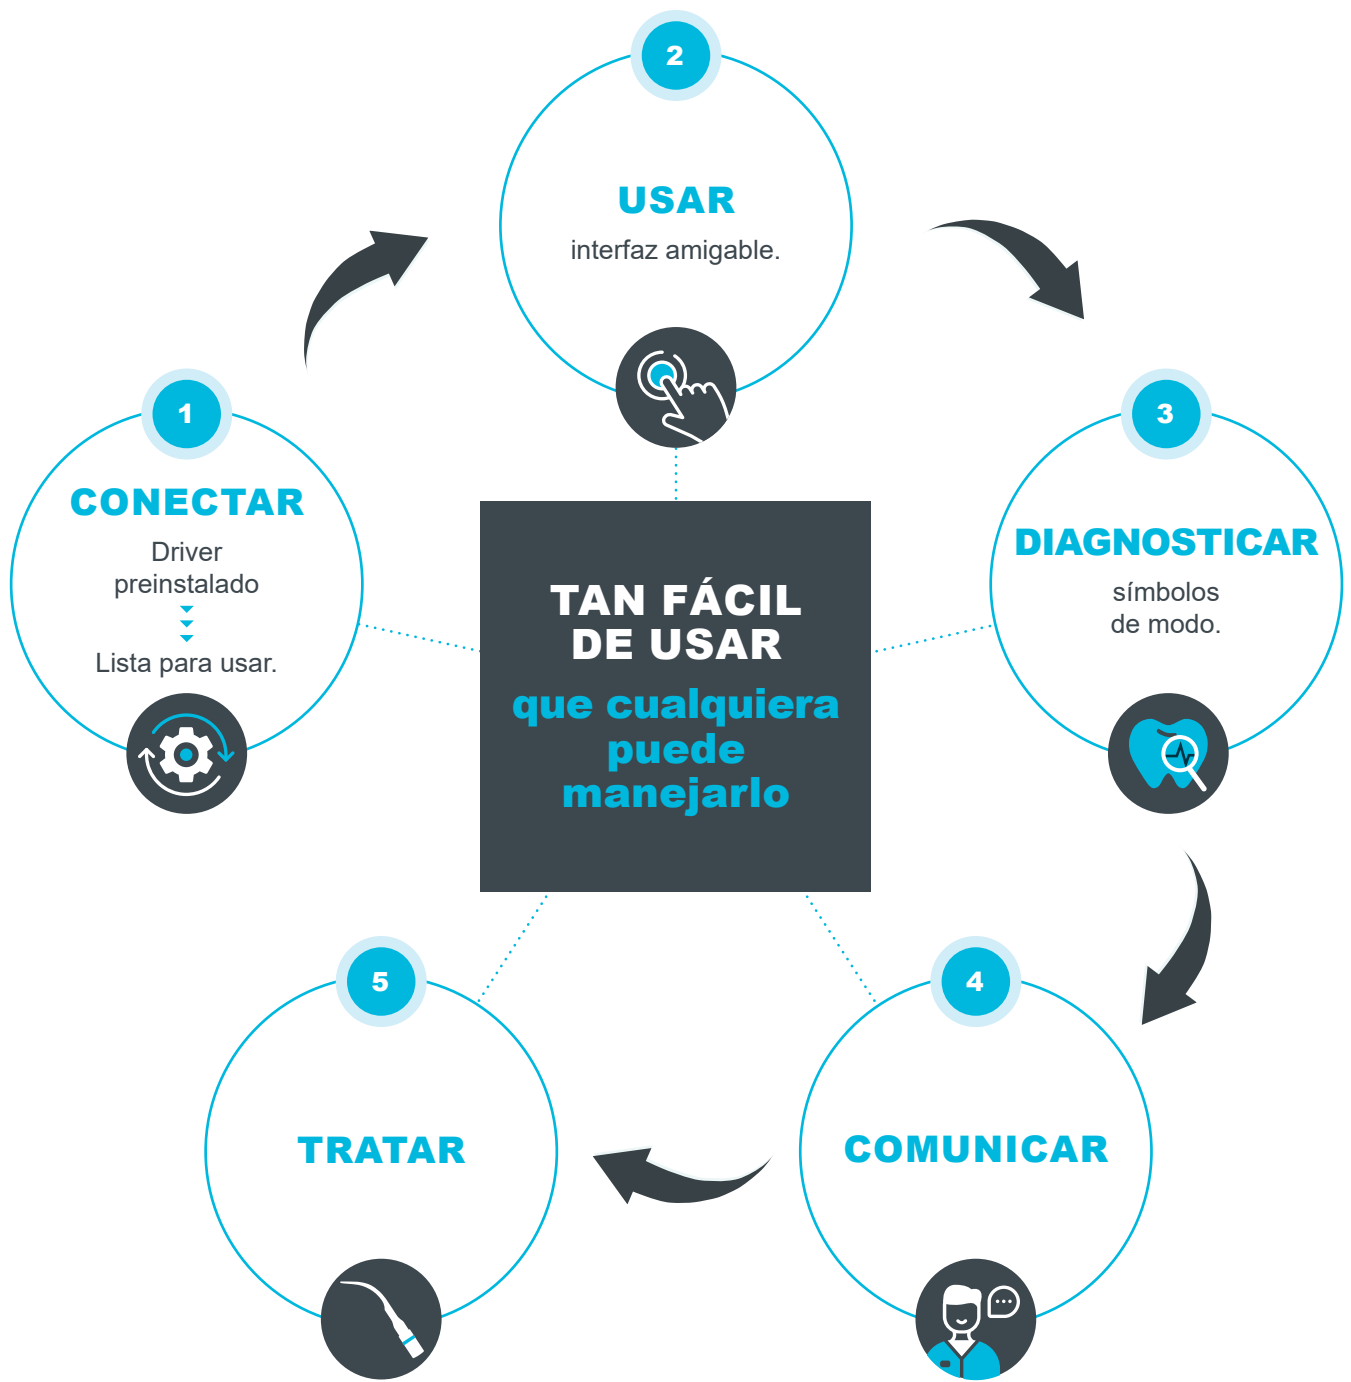 1
CONECTAR
Driver
preinstalado
Lista para usar.
2
USAR
interfaz amigable.
3
DIAGNOSTICAR
símbolos
de modo.
TAN FÁCIL
DE USAR
que cualquiera
puede
manejarlo
4
COMUNICAR
5
TRATAR